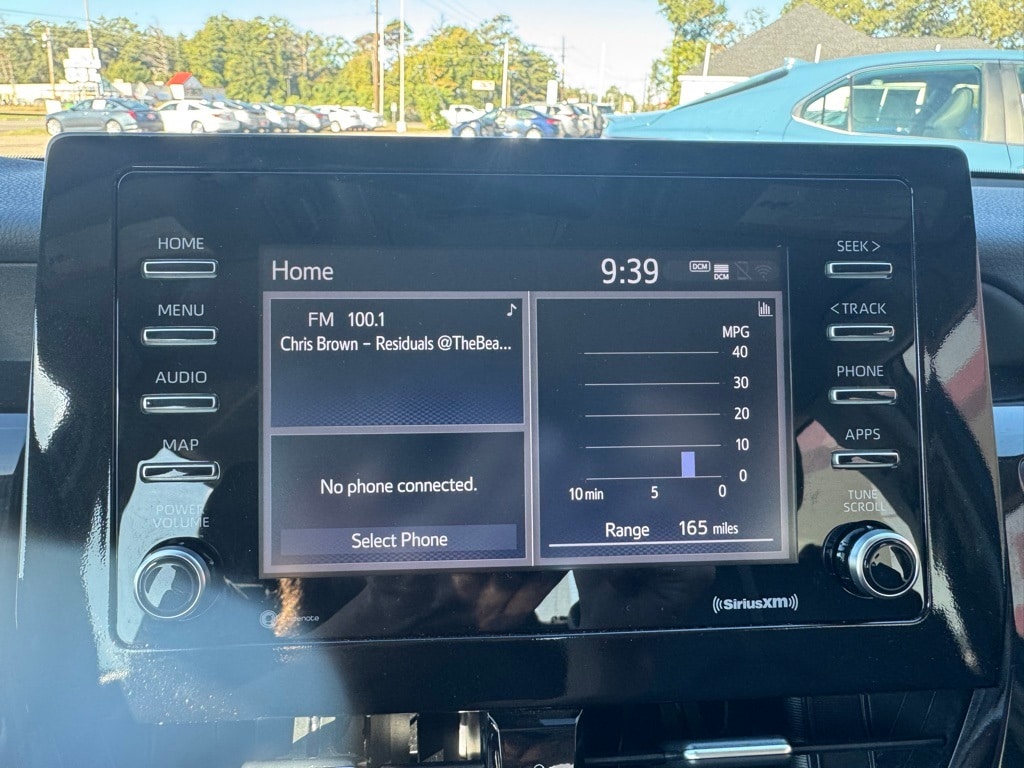 HOME
MENU
AUDIO
MAP
POWER
VOLUME
Home
9:39
DCM
DCM
FM 100.1
Chris Brown – Residuals @TheBea...
No phone connected.
Select Phone
MPG
40
30
20
10
0
10 min 5 0
Range 165 miles
SEEK >
< TRACK
PHONE
APPS
TUNE
SCROLL
((SiriusXM))